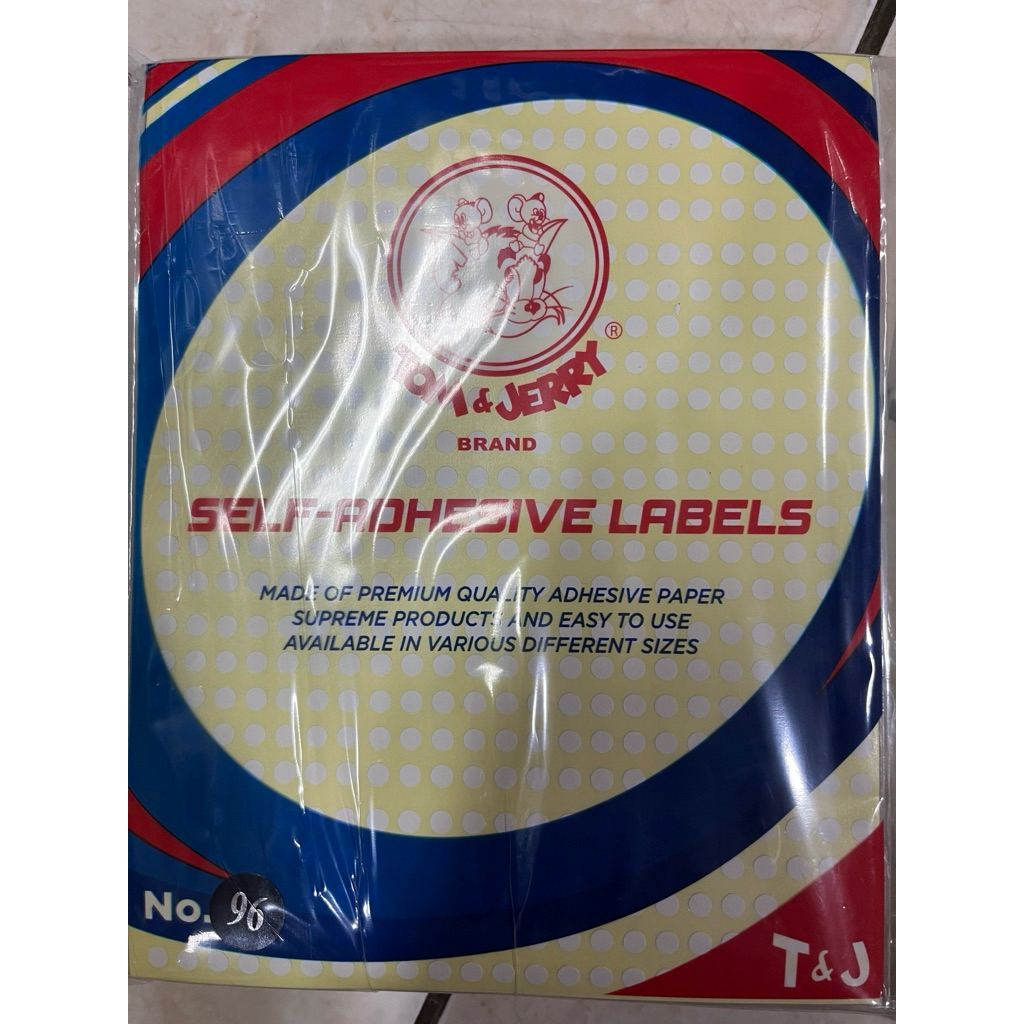 TOM & JERRY
®
BRAND
SELF-ADHESIVE LABELS
MADE OF PREMIUM QUALITY ADHESIVE PAPER
SUPREME PRODUCTS AND EASY TO USE
AVAILABLE IN VARIOUS DIFFERENT SIZES
No. 96
T & J